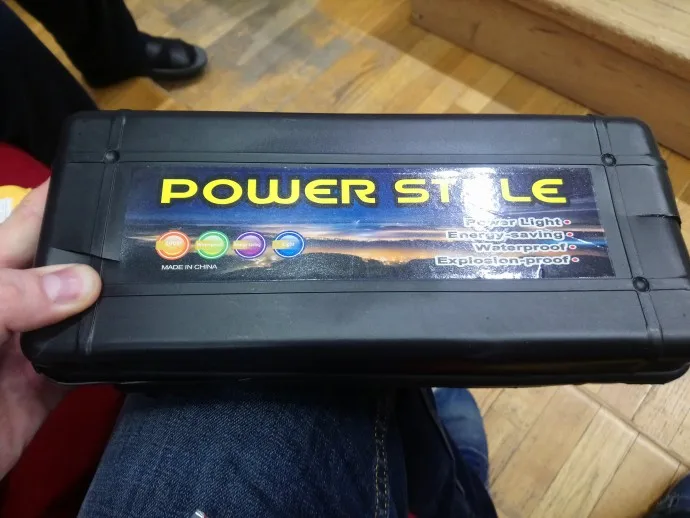 POWER STYLE
Power Light •
Energy-saving •
Waterproof •
Explosion-proof •
MADE IN CHINA